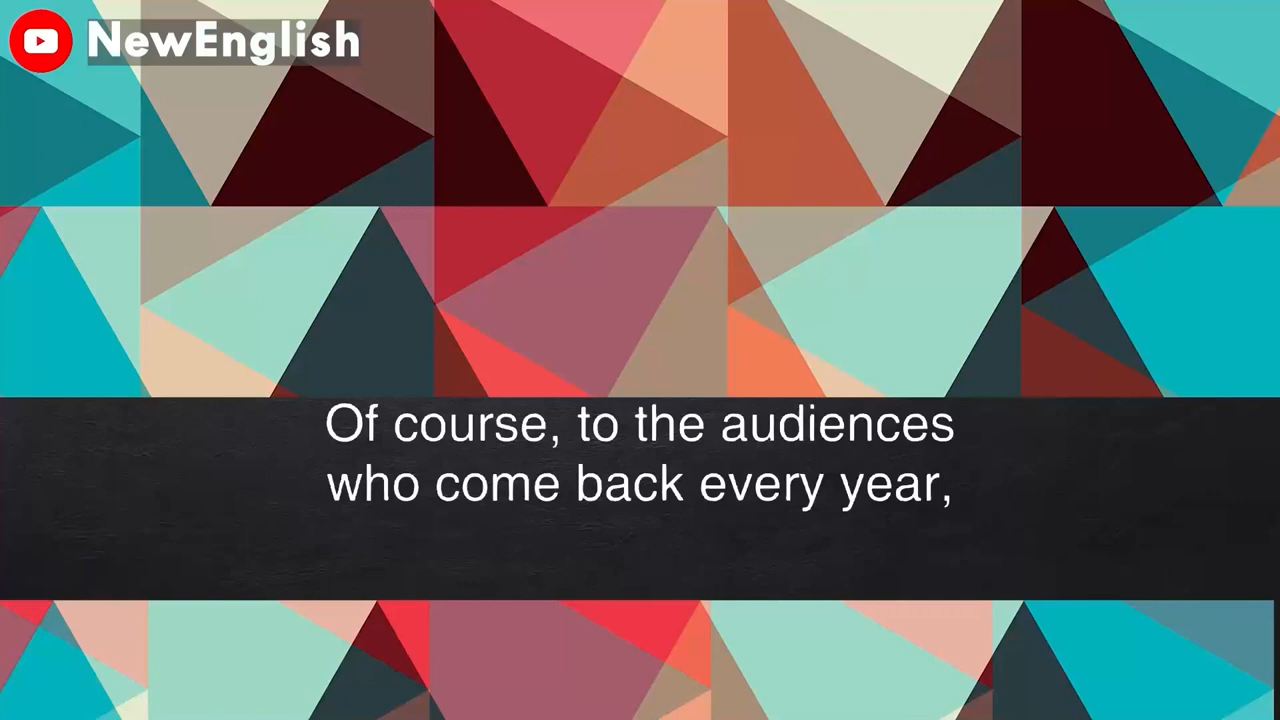 NewEnglish
Of course, to the audiences
who come back every year,